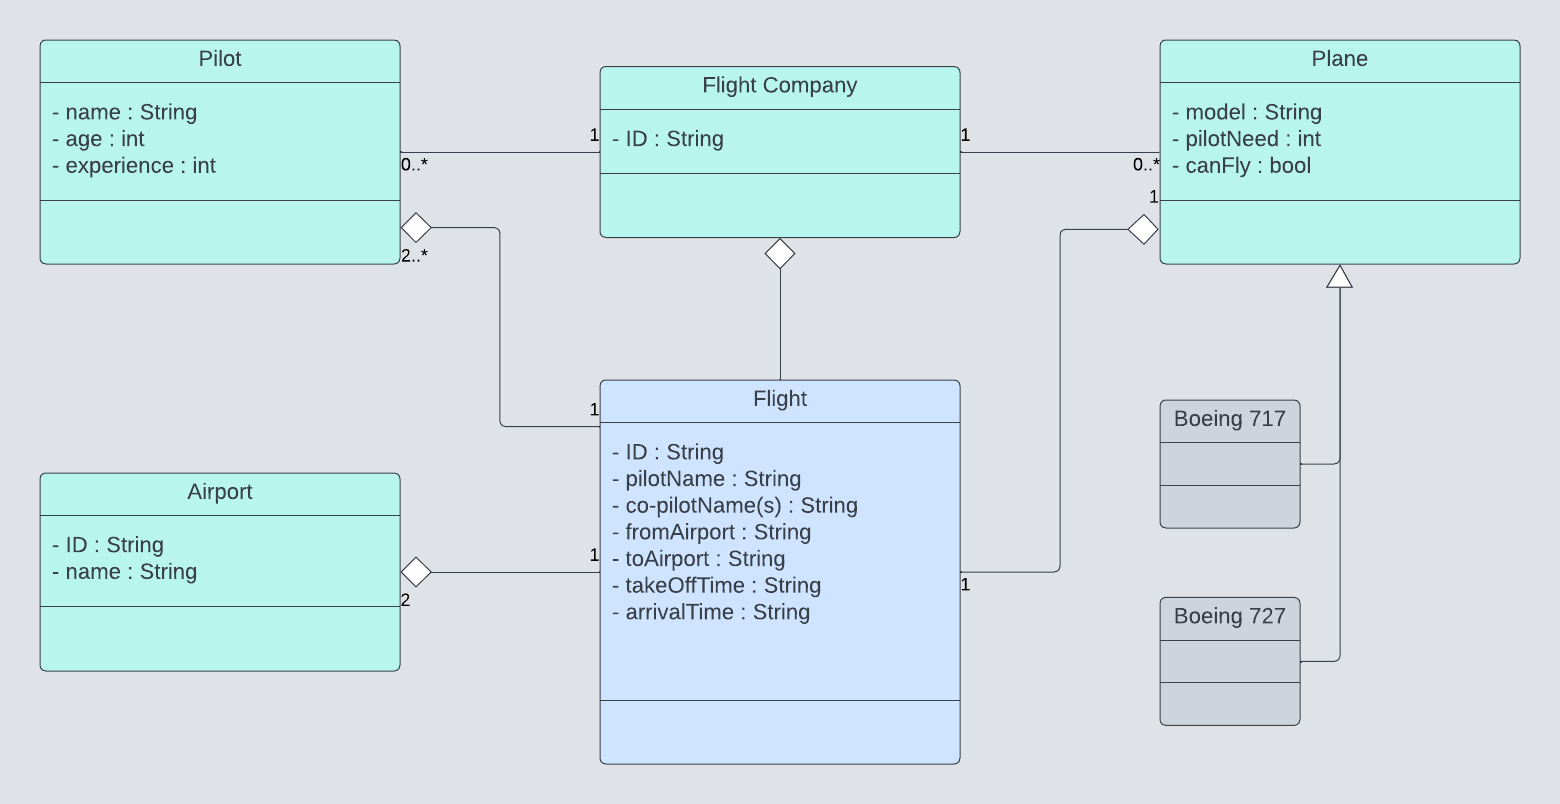 Pilot
- name : String
- age : int
- experience : int
Flight Company
- ID : String
Plane
- model : String
- pilotNeed : int
- canFly : bool
1
0..*
1
0..*
1
2..*
Flight
- ID : String
- pilotName : String
- co-pilotName(s) : String
- fromAirport : String
- toAirport : String
- takeOffTime : String
- arrivalTime : String
1
1
1
Airport
- ID : String
- name : String
2
Boeing 717
Boeing 727